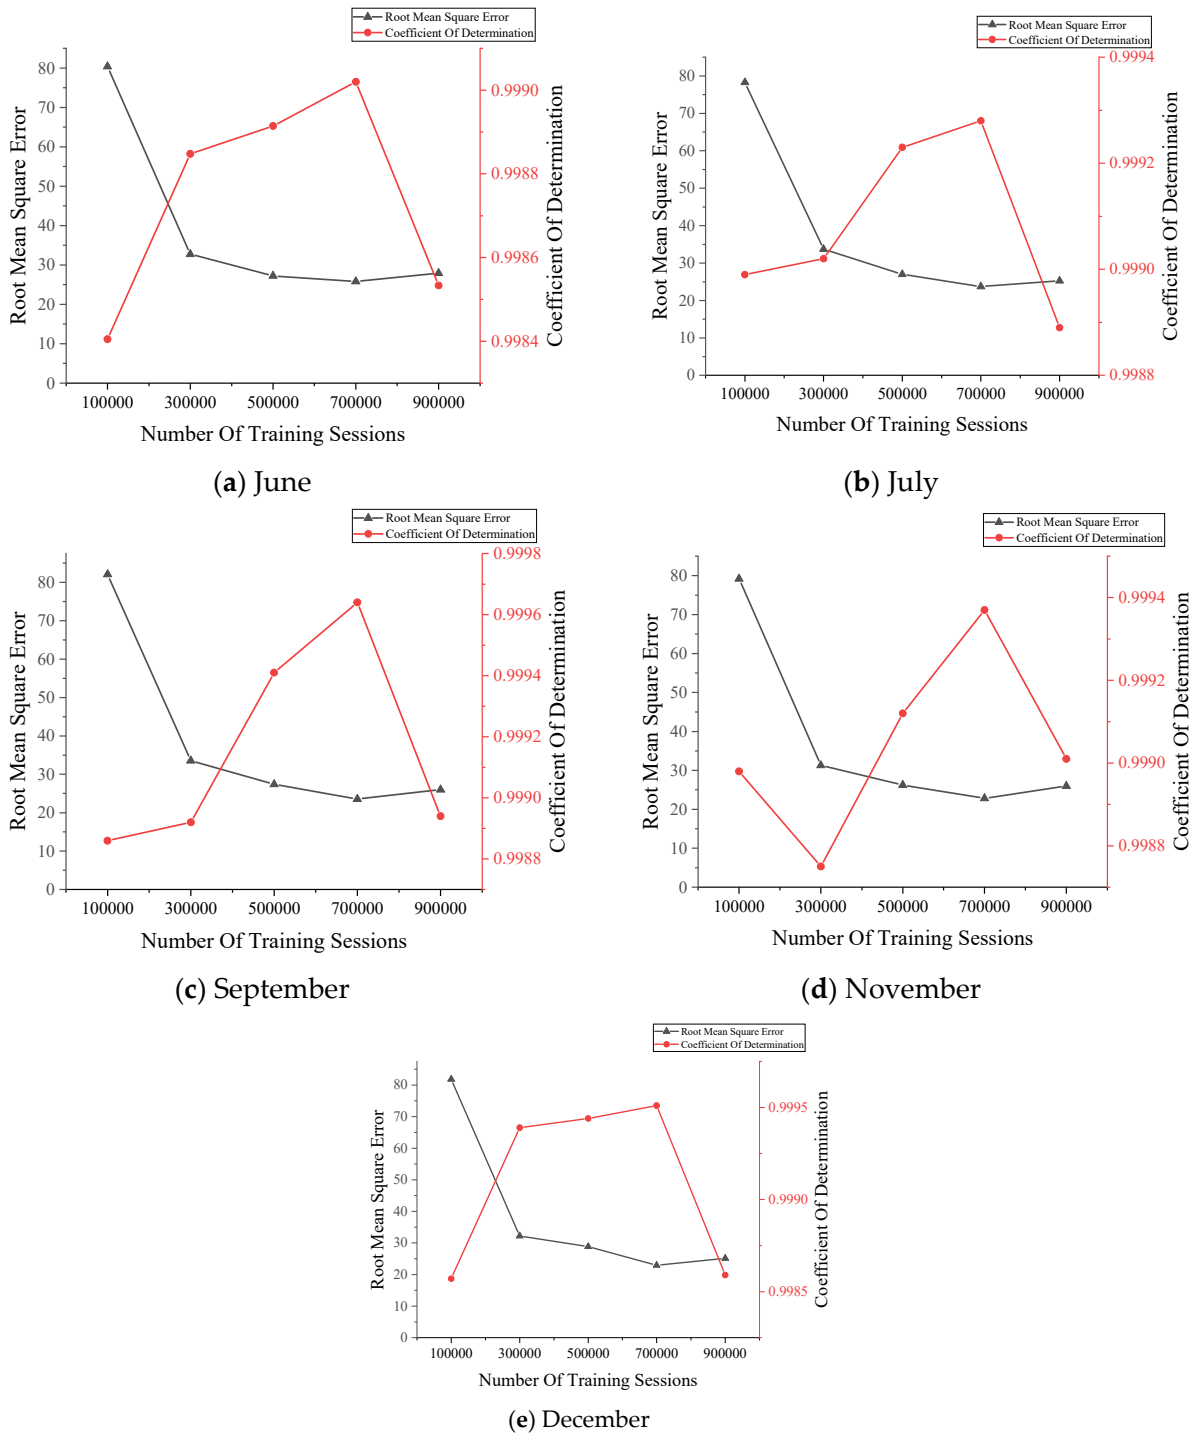 Root Mean Square Error
Coefficient Of Determination
80
70
60
50
40
30
20
10
0
0.9990
0.9988
0.9986
0.9984
Root Mean Square Error
Coefficient Of Determination
100000 300000 500000 700000 900000
Number Of Training Sessions
(a) June
Root Mean Square Error
Coefficient Of Determination
80
70
60
50
40
30
20
10
0
0.9994
0.9992
0.9990
0.9988
Root Mean Square Error
Coefficient Of Determination
100000 300000 500000 700000 900000
Number Of Training Sessions
(b) July
Root Mean Square Error
Coefficient Of Determination
80
70
60
50
40
30
20
10
0
0.9998
0.9996
0.9994
0.9992
0.9990
0.9988
Root Mean Square Error
Coefficient Of Determination
100000 300000 500000 700000 900000
Number Of Training Sessions
(c) September
Root Mean Square Error
Coefficient Of Determination
80
70
60
50
40
30
20
10
0
0.9994
0.9992
0.9990
0.9988
Root Mean Square Error
Coefficient Of Determination
100000 300000 500000 700000 900000
Number Of Training Sessions
(d) November
Root Mean Square Error
Coefficient Of Determination
80
70
60
50
40
30
20
10
0
0.9995
0.9990
0.9985
Root Mean Square Error
Coefficient Of Determination
100000 300000 500000 700000 900000
Number Of Training Sessions
(e) December